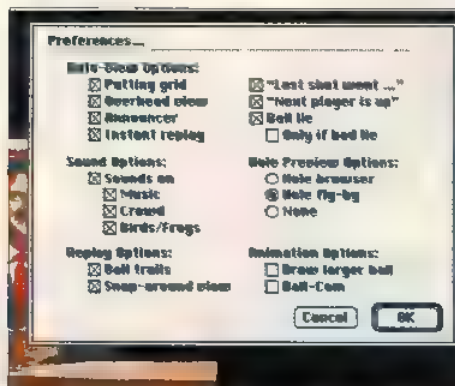 Preferences...
Auto-View Options:
Putting grid
Overhead view
Announcer
Instant replay
"Last shot went ..."
"Next player is up"
Ball lie
Only if bad lie
Sound Options:
Sounds on
Music
Crowd
Birds/Frogs
Hole Preview Options:
Hole browser
Hole fly-by
None
Replay Options:
Ball trails
Snap-around view
Animation Options:
Draw larger ball
Ball-Cam
Cancel
OK